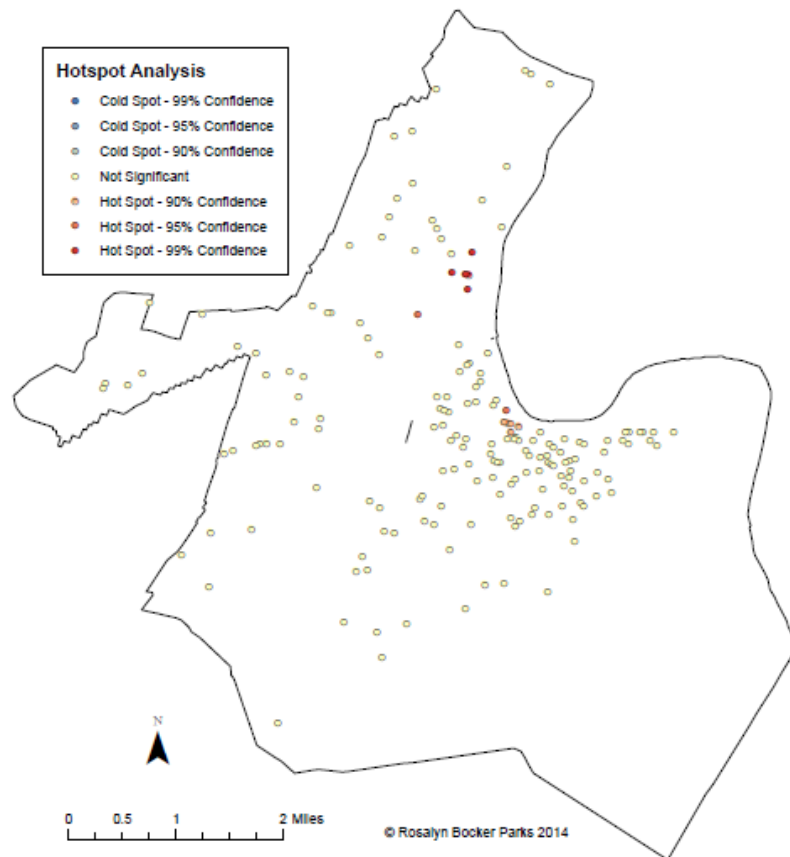 Hotspot Analysis
Cold Spot - 99% Confidence
Cold Spot - 95% Confidence
Cold Spot - 90% Confidence
Not Significant
Hot Spot - 90% Confidence
Hot Spot - 95% Confidence
Hot Spot - 99% Confidence
N
0 0.5 1 2 Miles
© Rosalyn Bocker Parks 2014